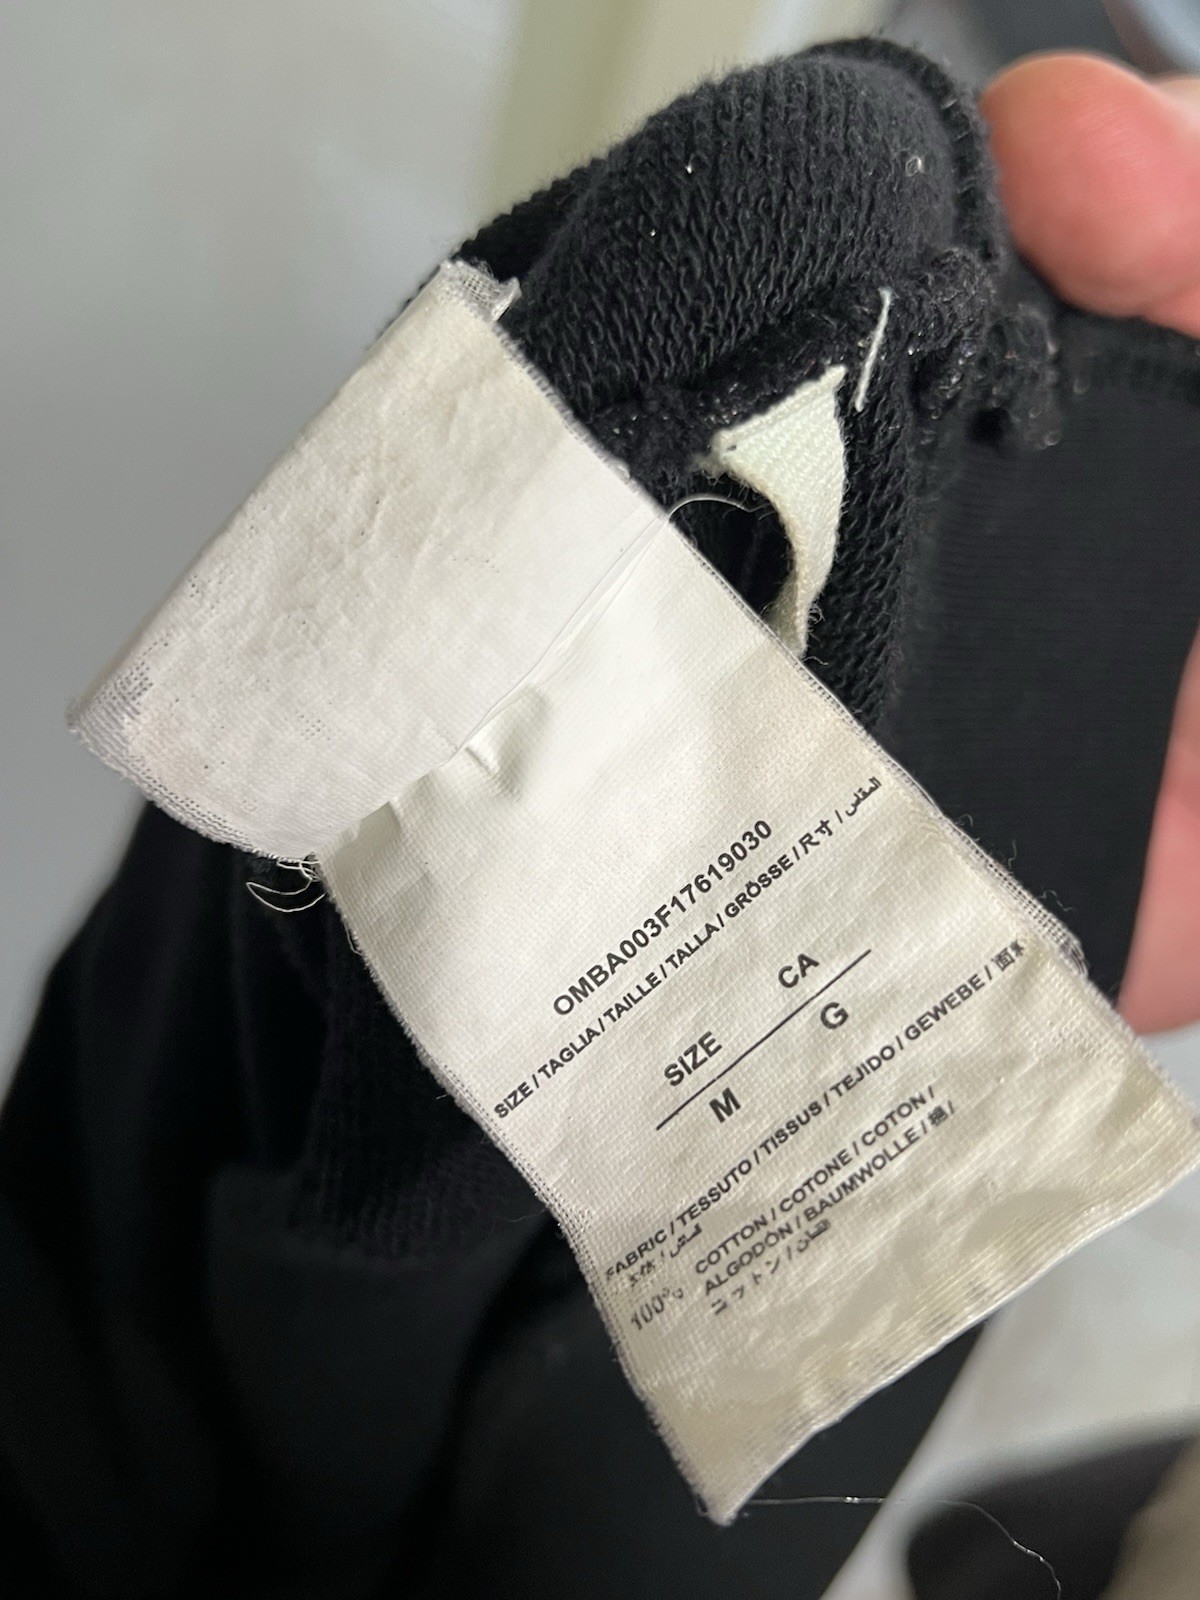 OMBA003F17619030
SIZE / TAGLIA / TAILLE / TALLA / GRÖSSE / 尺寸 / المقاس
SIZE CA
M G
FABRIC / TESSUTO / TISSUS / TEJIDO / GEWEBE / 面料
100% COTTON / COTONE / COTON /
ALGODÓN / BAUMWOLLE / 棉 /
コットン / قطن